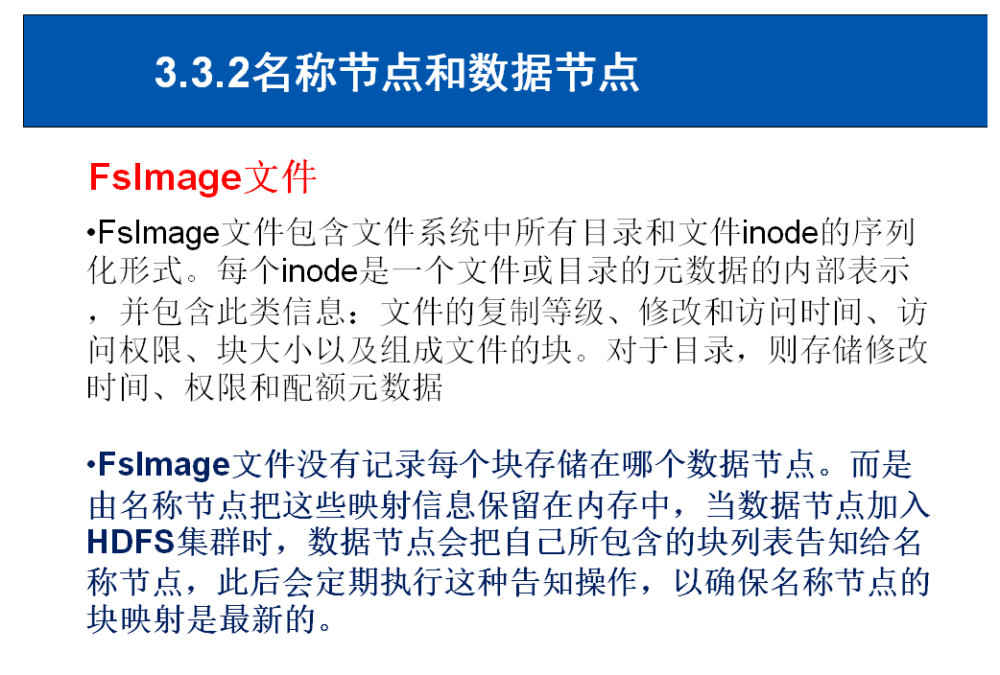 3.3.2名称节点和数据节点
FsImage文件
•FsImage文件包含文件系统中所有目录和文件inode的序列
化形式。每个inode是一个文件或目录的元数据的内部表示
，并包含此类信息：文件的复制等级、修改和访问时间、访
问权限、块大小以及组成文件的块。对于目录，则存储修改
时间、权限和配额元数据
•FsImage文件没有记录每个块存储在哪个数据节点。而是
由名称节点把这些映射信息保留在内存中，当数据节点加入
HDFS集群时，数据节点会把自己所包含的块列表告知给名
称节点，此后会定期执行这种告知操作，以确保名称节点的
块映射是最新的。